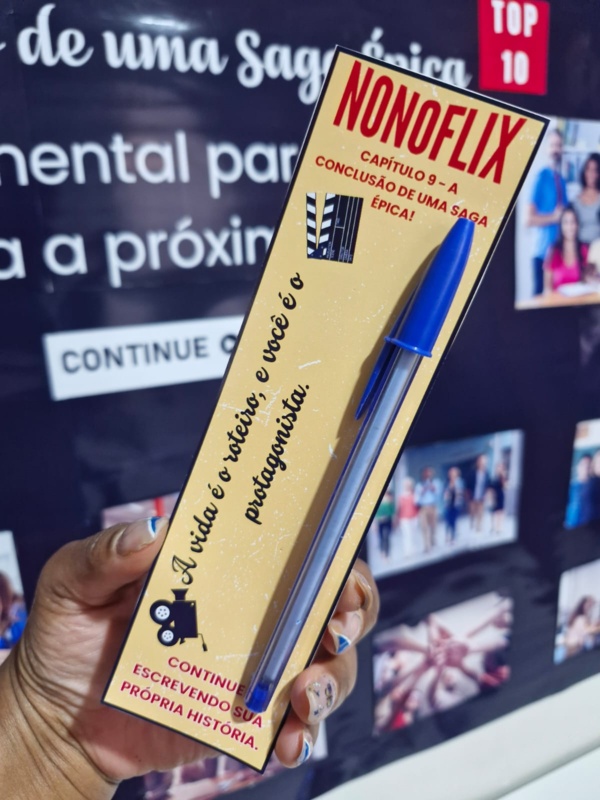 de uma Saga Épica
TOP
10
mental par
a a próxim
CONTINUE
NONOFLIX
CAPÍTULO 9 – A
CONCLUSÃO DE UMA SAGA
ÉPICA!
A vida é o roteiro, e você é o
protagonista.
CONTINUE
ESCREVENDO SUA
PRÓPRIA HISTÓRIA.